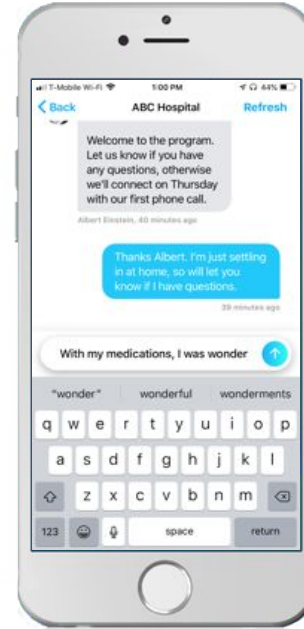 T-Mobile Wi-Fi 1:00 PM 44%
Back ABC Hospital Refresh
Welcome to the program.
Let us know if you have
any questions, otherwise
we'll connect on Thursday
with our first phone call.
Albert Einstein, 40 minutes ago
Thanks Albert. I'm just settling
in at home, so will let you
know if I have questions.
39 minutes ago
With my medications, I was wonder
"wonder" wonderful wonderments
q w e r t y u i o p
a s d f g h j k l
z x c v b n m
123 space return